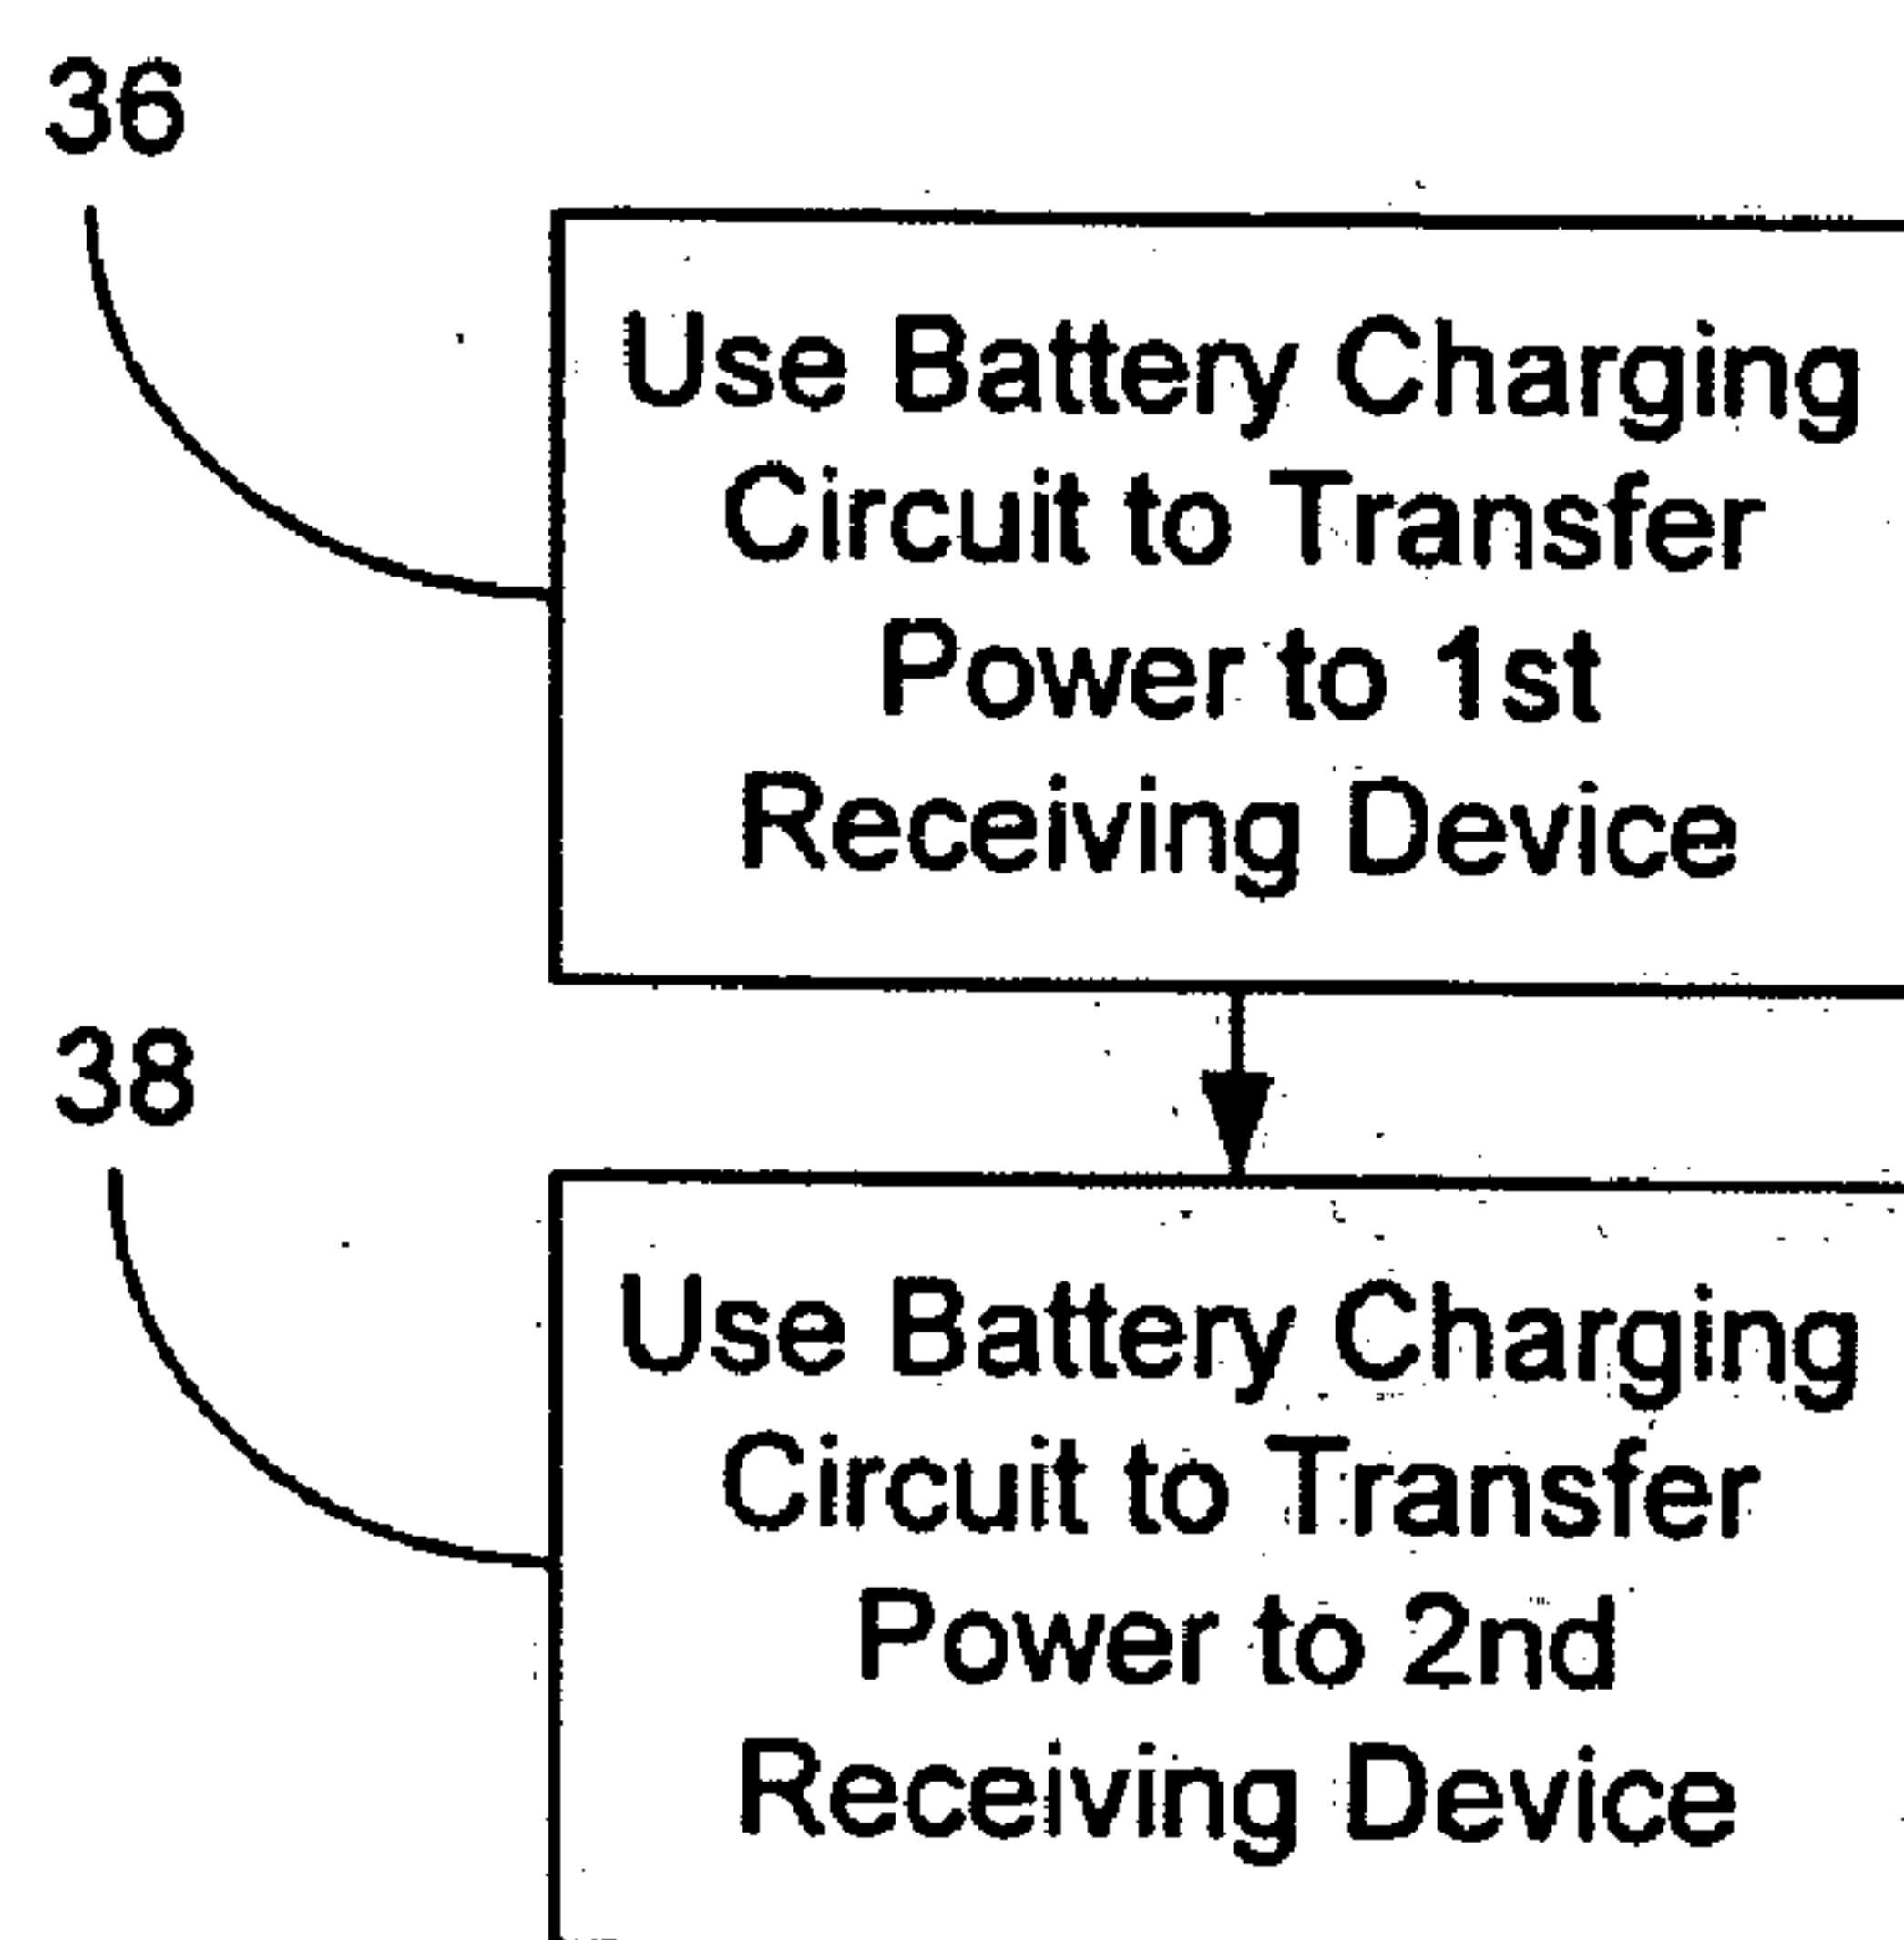 36
Use Battery Charging
Circuit to Transfer
Power to 1st
Receiving Device
38
Use Battery Charging
Circuit to Transfer
Power to 2nd
Receiving Device